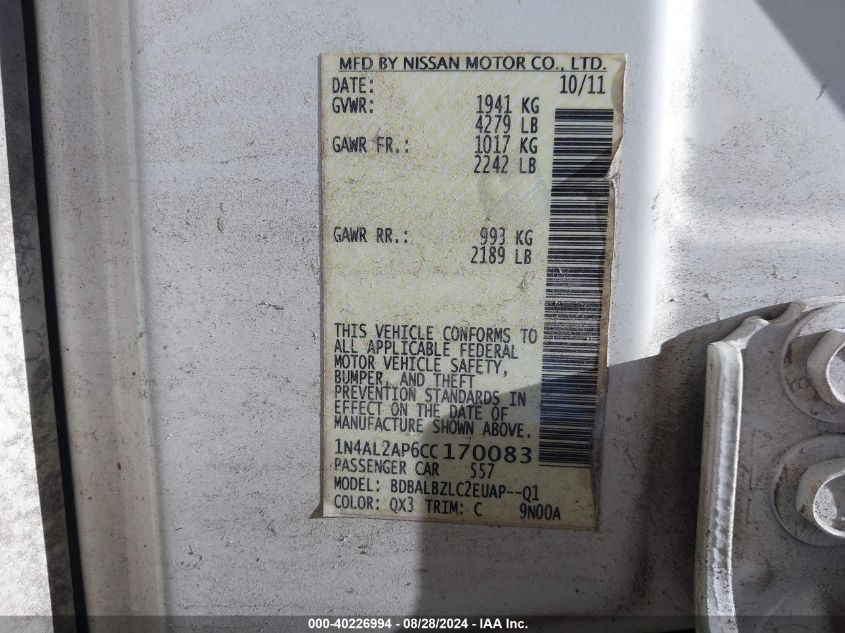 MFD BY NISSAN MOTOR CO., LTD.
DATE: 10/11
GVWR: 1941 KG
4279 LB
GAWR FR.: 1017 KG
2242 LB
GAWR RR.: 993 KG
2189 LB
THIS VEHICLE CONFORMS TO
ALL APPLICABLE FEDERAL
MOTOR VEHICLE SAFETY,
BUMPER, AND THEFT
PREVENTION STANDARDS IN
EFFECT ON THE DATE OF
MANUFACTURE SHOWN ABOVE.
1N4AL2AP6CC170083
PASSENGER CAR 557
MODEL: BDBALBZLC2EUAP--Q1
COLOR: QX3 TRIM: C 9N00A
000-40226994 - 08/28/2024 - IAA Inc.